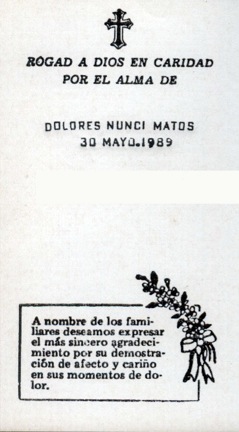 ROGAD A DIOS EN CARIDAD
POR EL ALMA DE
DOLORES NUNCI MATOS
30 MAYO.1989
A nombre de los fami-
liares deseamos expresar
el más sincero agradeci-
miento por su demostra-
ción de afecto y cariño
en sus momentos de do-
lor.